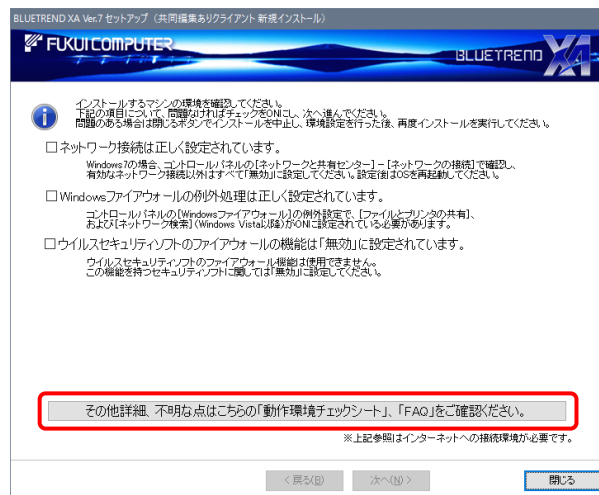 BLUETREND XA Ver.7 セットアップ（共同編集ありクライアント 新規インストール）
FUKUI COMPUTER
BLUETREND XA
インストールするマシンの環境を確認してください。
下記の項目について、問題なければチェックをONにし、次へ進んでください。
問題のある場合は閉じるボタンでインストールを中止し、環境設定を行った後、再度インストールを実行してください。
ネットワーク接続は正しく設定されています。
Windows7の場合、コントロールパネルの[ネットワークと共有センター]－[ネットワークの接続]で確認し、
有効なネットワーク接続以外はすべて「無効」に設定してください。設定後はOSを再起動してください。
Windowsファイアウォールの例外処理は正しく設定されています。
コントロールパネルの[Windowsファイアウォール]の例外設定で、[ファイルとプリンタの共有]、
および[ネットワーク検索](Windows Vista以降)がONに設定されている必要があります。
ウイルスセキュリティソフトのファイアウォールの機能は「無効」に設定されています。
ウイルスセキュリティソフトのファイアウォール機能は使用できません。
この機能を持つセキュリティソフトに関しては「無効」に設定してください。
その他詳細、不明な点はこちらの「動作環境チェックシート」、「FAQ」をご確認ください。
※上記参照はインターネットへの接続環境が必要です。
< 戻る(B)
次へ(N) >
閉じる